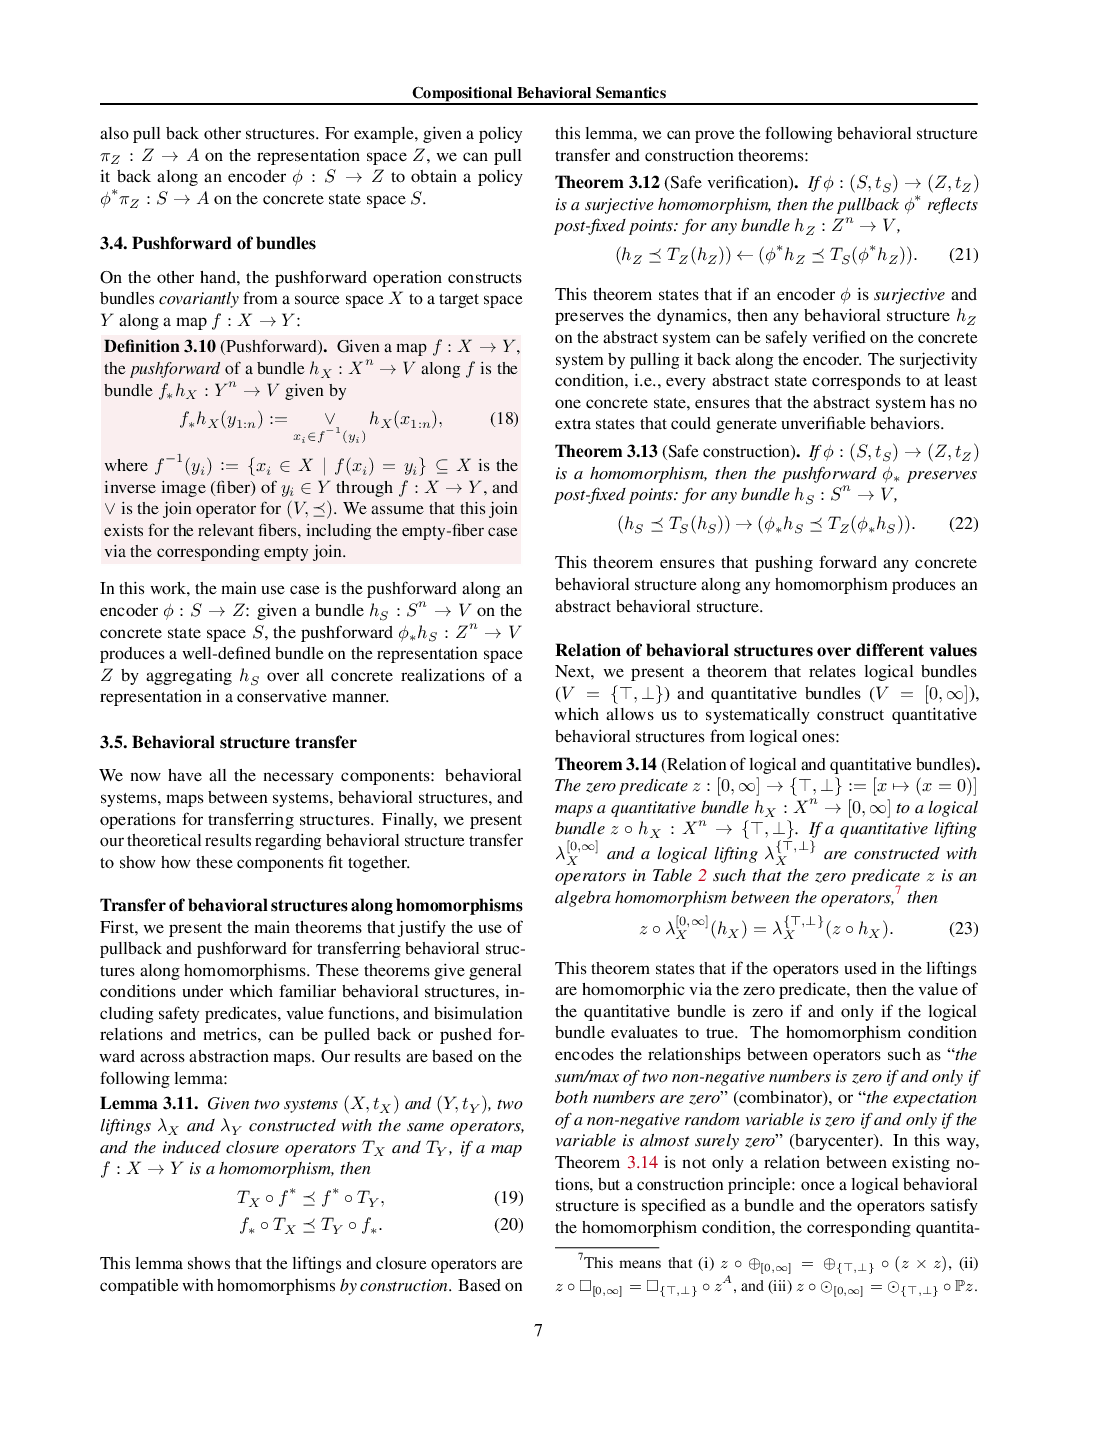 Compositional Behavioral Semantics
also pull back other structures. For example, given a policy
π_Z : Z → A on the representation space Z, we can pull
it back along an encoder ϕ : S → Z to obtain a policy
ϕ*π_Z : S → A on the concrete state space S.
3.4. Pushforward of bundles
On the other hand, the pushforward operation constructs
bundles covariantly from a source space X to a target space
Y along a map f : X → Y:
Definition 3.10 (Pushforward). Given a map f : X → Y,
the pushforward of a bundle h_X : X^n → V along f is the
bundle f_*h_X : Y^n → V given by
f_*h_X(y_{1:n}) := ∨_{x_i∈f^{-1}(y_i)} h_X(x_{1:n}), (18)
where f^{-1}(y_i) := {x_i ∈ X | f(x_i) = y_i} ⊆ X is the
inverse image (fiber) of y_i ∈ Y through f : X → Y, and
∨ is the join operator for (V, ⪯). We assume that this join
exists for the relevant fibers, including the empty-fiber case
via the corresponding empty join.
In this work, the main use case is the pushforward along an
encoder ϕ : S → Z: given a bundle h_S : S^n → V on the
concrete state space S, the pushforward ϕ_*h_S : Z^n → V
produces a well-defined bundle on the representation space
Z by aggregating h_S over all concrete realizations of a
representation in a conservative manner.
3.5. Behavioral structure transfer
We now have all the necessary components: behavioral
systems, maps between systems, behavioral structures, and
operations for transferring structures. Finally, we present
our theoretical results regarding behavioral structure transfer
to show how these components fit together.
Transfer of behavioral structures along homomorphisms
First, we present the main theorems that justify the use of
pullback and pushforward for transferring behavioral struc-
tures along homomorphisms. These theorems give general
conditions under which familiar behavioral structures, in-
cluding safety predicates, value functions, and bisimulation
relations and metrics, can be pulled back or pushed for-
ward across abstraction maps. Our results are based on the
following lemma:
Lemma 3.11. Given two systems (X, t_X) and (Y, t_Y), two
liftings λ_X and λ_Y constructed with the same operators,
and the induced closure operators T_X and T_Y, if a map
f : X → Y is a homomorphism, then
T_X ∘ f* ⪯ f* ∘ T_Y, (19)
f_* ∘ T_X ⪯ T_Y ∘ f_*. (20)
This lemma shows that the liftings and closure operators are
compatible with homomorphisms by construction. Based on
this lemma, we can prove the following behavioral structure
transfer and construction theorems:
Theorem 3.12 (Safe verification). If ϕ : (S, t_S) → (Z, t_Z)
is a surjective homomorphism, then the pullback ϕ* reflects
post-fixed points: for any bundle h_Z : Z^n → V,
(h_Z ⪯ T_Z(h_Z)) ← (ϕ*h_Z ⪯ T_S(ϕ*h_Z)). (21)
This theorem states that if an encoder ϕ is surjective and
preserves the dynamics, then any behavioral structure h_Z
on the abstract system can be safely verified on the concrete
system by pulling it back along the encoder. The surjectivity
condition, i.e., every abstract state corresponds to at least
one concrete state, ensures that the abstract system has no
extra states that could generate unverifiable behaviors.
Theorem 3.13 (Safe construction). If ϕ : (S, t_S) → (Z, t_Z)
is a homomorphism, then the pushforward ϕ_* preserves
post-fixed points: for any bundle h_S : S^n → V,
(h_S ⪯ T_S(h_S)) → (ϕ_*h_S ⪯ T_Z(ϕ_*h_S)). (22)
This theorem ensures that pushing forward any concrete
behavioral structure along any homomorphism produces an
abstract behavioral structure.
Relation of behavioral structures over different values
Next, we present a theorem that relates logical bundles
(V = {⊤, ⊥}) and quantitative bundles (V = [0, ∞]),
which allows us to systematically construct quantitative
behavioral structures from logical ones:
Theorem 3.14 (Relation of logical and quantitative bundles).
The zero predicate z : [0, ∞] → {⊤, ⊥} := [x ↦ (x = 0)]
maps a quantitative bundle h_X : X^n → [0, ∞] to a logical
bundle z ∘ h_X : X^n → {⊤, ⊥}. If a quantitative lifting
λ_X^{[0,∞]} and a logical lifting λ_X^{{⊤,⊥}} are constructed with
operators in Table 2 such that the zero predicate z is an
algebra homomorphism between the operators,⁷ then
z ∘ λ_X^{[0,∞]}(h_X) = λ_X^{{⊤,⊥}}(z ∘ h_X). (23)
This theorem states that if the operators used in the liftings
are homomorphic via the zero predicate, then the value of
the quantitative bundle is zero if and only if the logical
bundle evaluates to true. The homomorphism condition
encodes the relationships between operators such as “the
sum/max of two non-negative numbers is zero if and only if
both numbers are zero” (combinator), or “the expectation
of a non-negative random variable is zero if and only if the
variable is almost surely zero” (barycenter). In this way,
Theorem 3.14 is not only a relation between existing no-
tions, but a construction principle: once a logical behavioral
structure is specified as a bundle and the operators satisfy
the homomorphism condition, the corresponding quantita-
⁷This means that (i) z ∘ ⊕_{[0,∞]} = ⊕_{{⊤,⊥}} ∘ (z × z), (ii)
z ∘ □_{[0,∞]} = □_{{⊤,⊥}} ∘ z^A, and (iii) z ∘ ⊙_{[0,∞]} = ⊙_{{⊤,⊥}} ∘ ℙz.
7